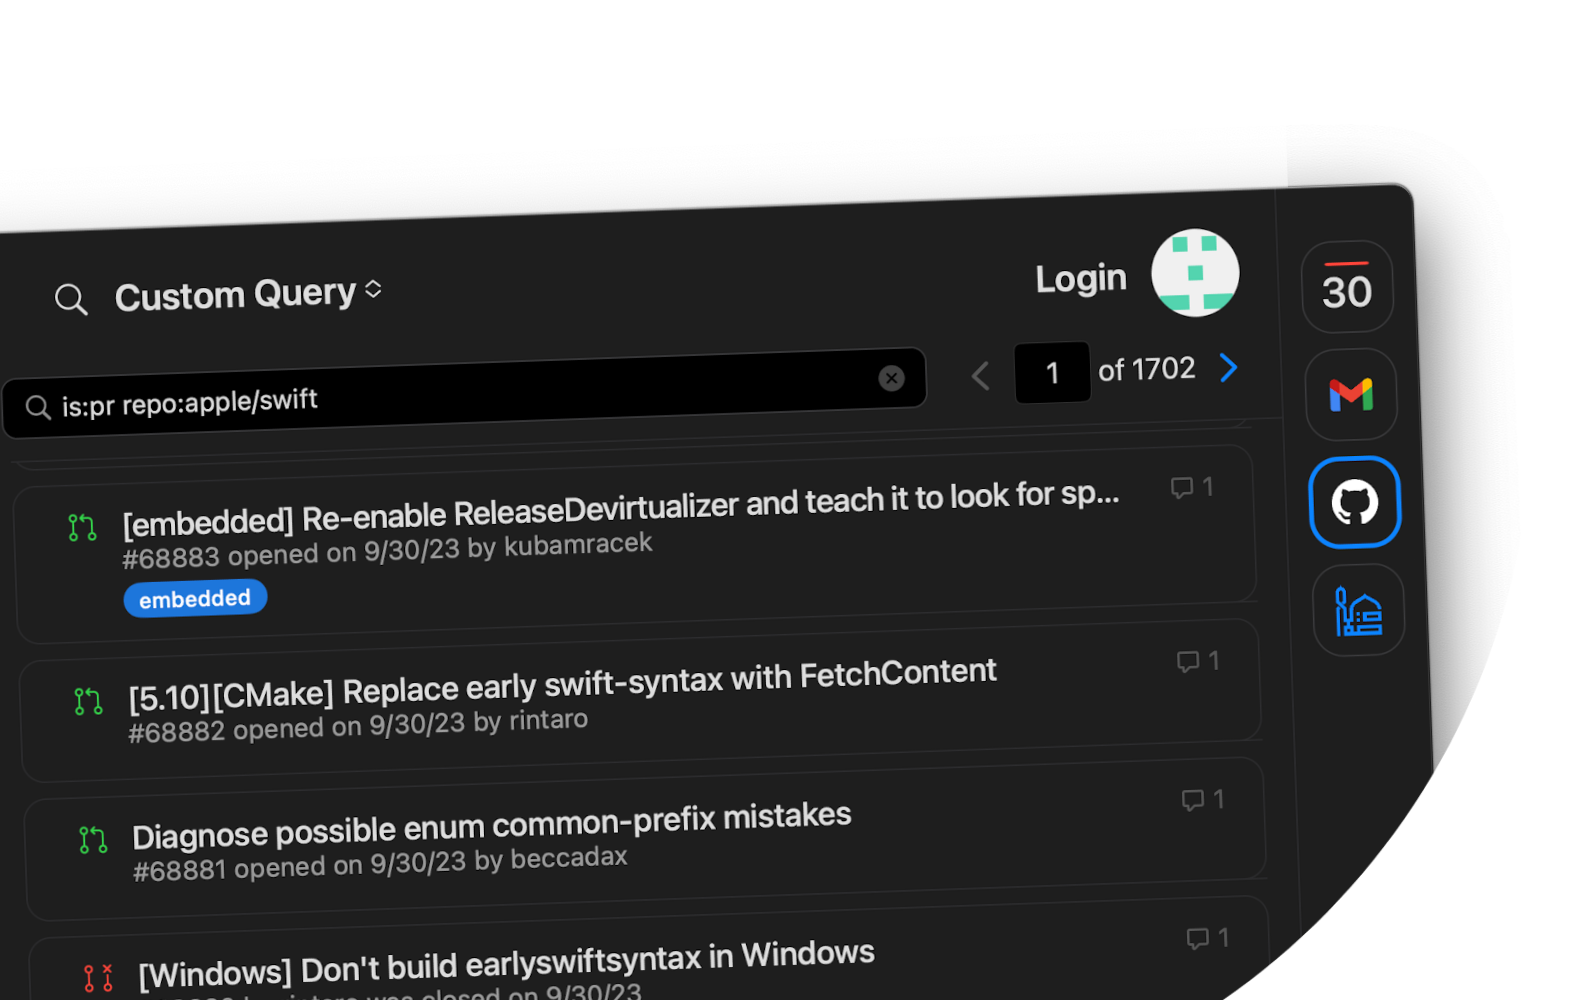 Custom Query
Login
30
is:pr repo:apple/swift
1 of 1702
[embedded] Re-enable ReleaseDevirtualizer and teach it to look for sp...
1
#68883 opened on 9/30/23 by kubamracek
embedded
[5.10][CMake] Replace early swift-syntax with FetchContent
1
#68882 opened on 9/30/23 by rintaro
Diagnose possible enum common-prefix mistakes
1
#68881 opened on 9/30/23 by beccadax
[Windows] Don't build earlyswiftsyntax in Windows
1
by rintaro was closed on 9/30/23